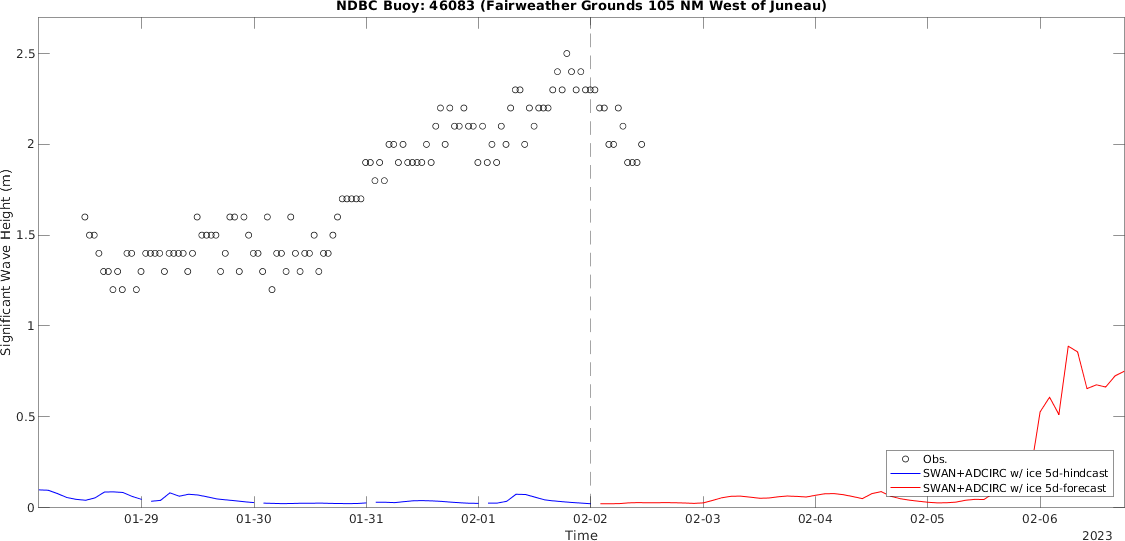 NDBC Buoy: 46083 (Fairweather Grounds 105 NM West of Juneau)
Significant Wave Height (m)
2.5
2
1.5
1
0.5
0
Obs.
SWAN+ADCIRC w/ ice 5d-hindcast
SWAN+ADCIRC w/ ice 5d-forecast
01-29 01-30 01-31 02-01 02-02 02-03 02-04 02-05 02-06
Time
2023